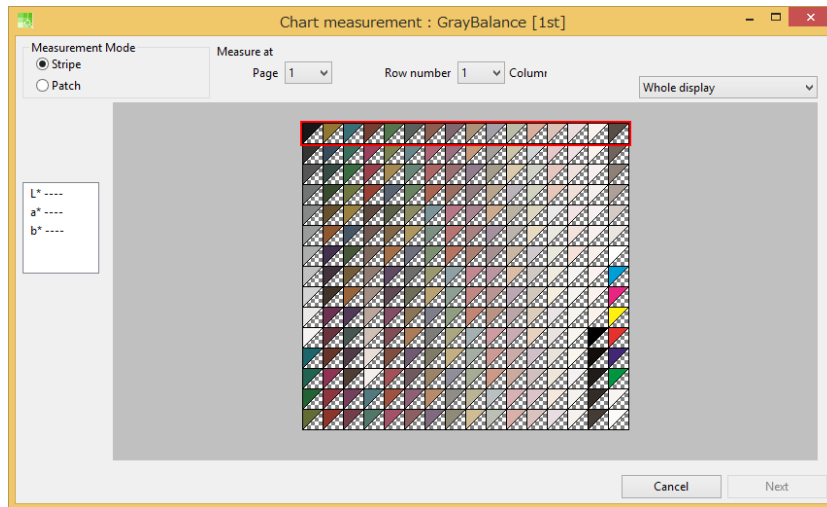 Chart measurement : GrayBalance [1st]
Measurement Mode
Stripe
Patch
Measure at
Page 1
Row number 1 Column
Whole display
L* ----
a* ----
b* ----
Cancel
Next